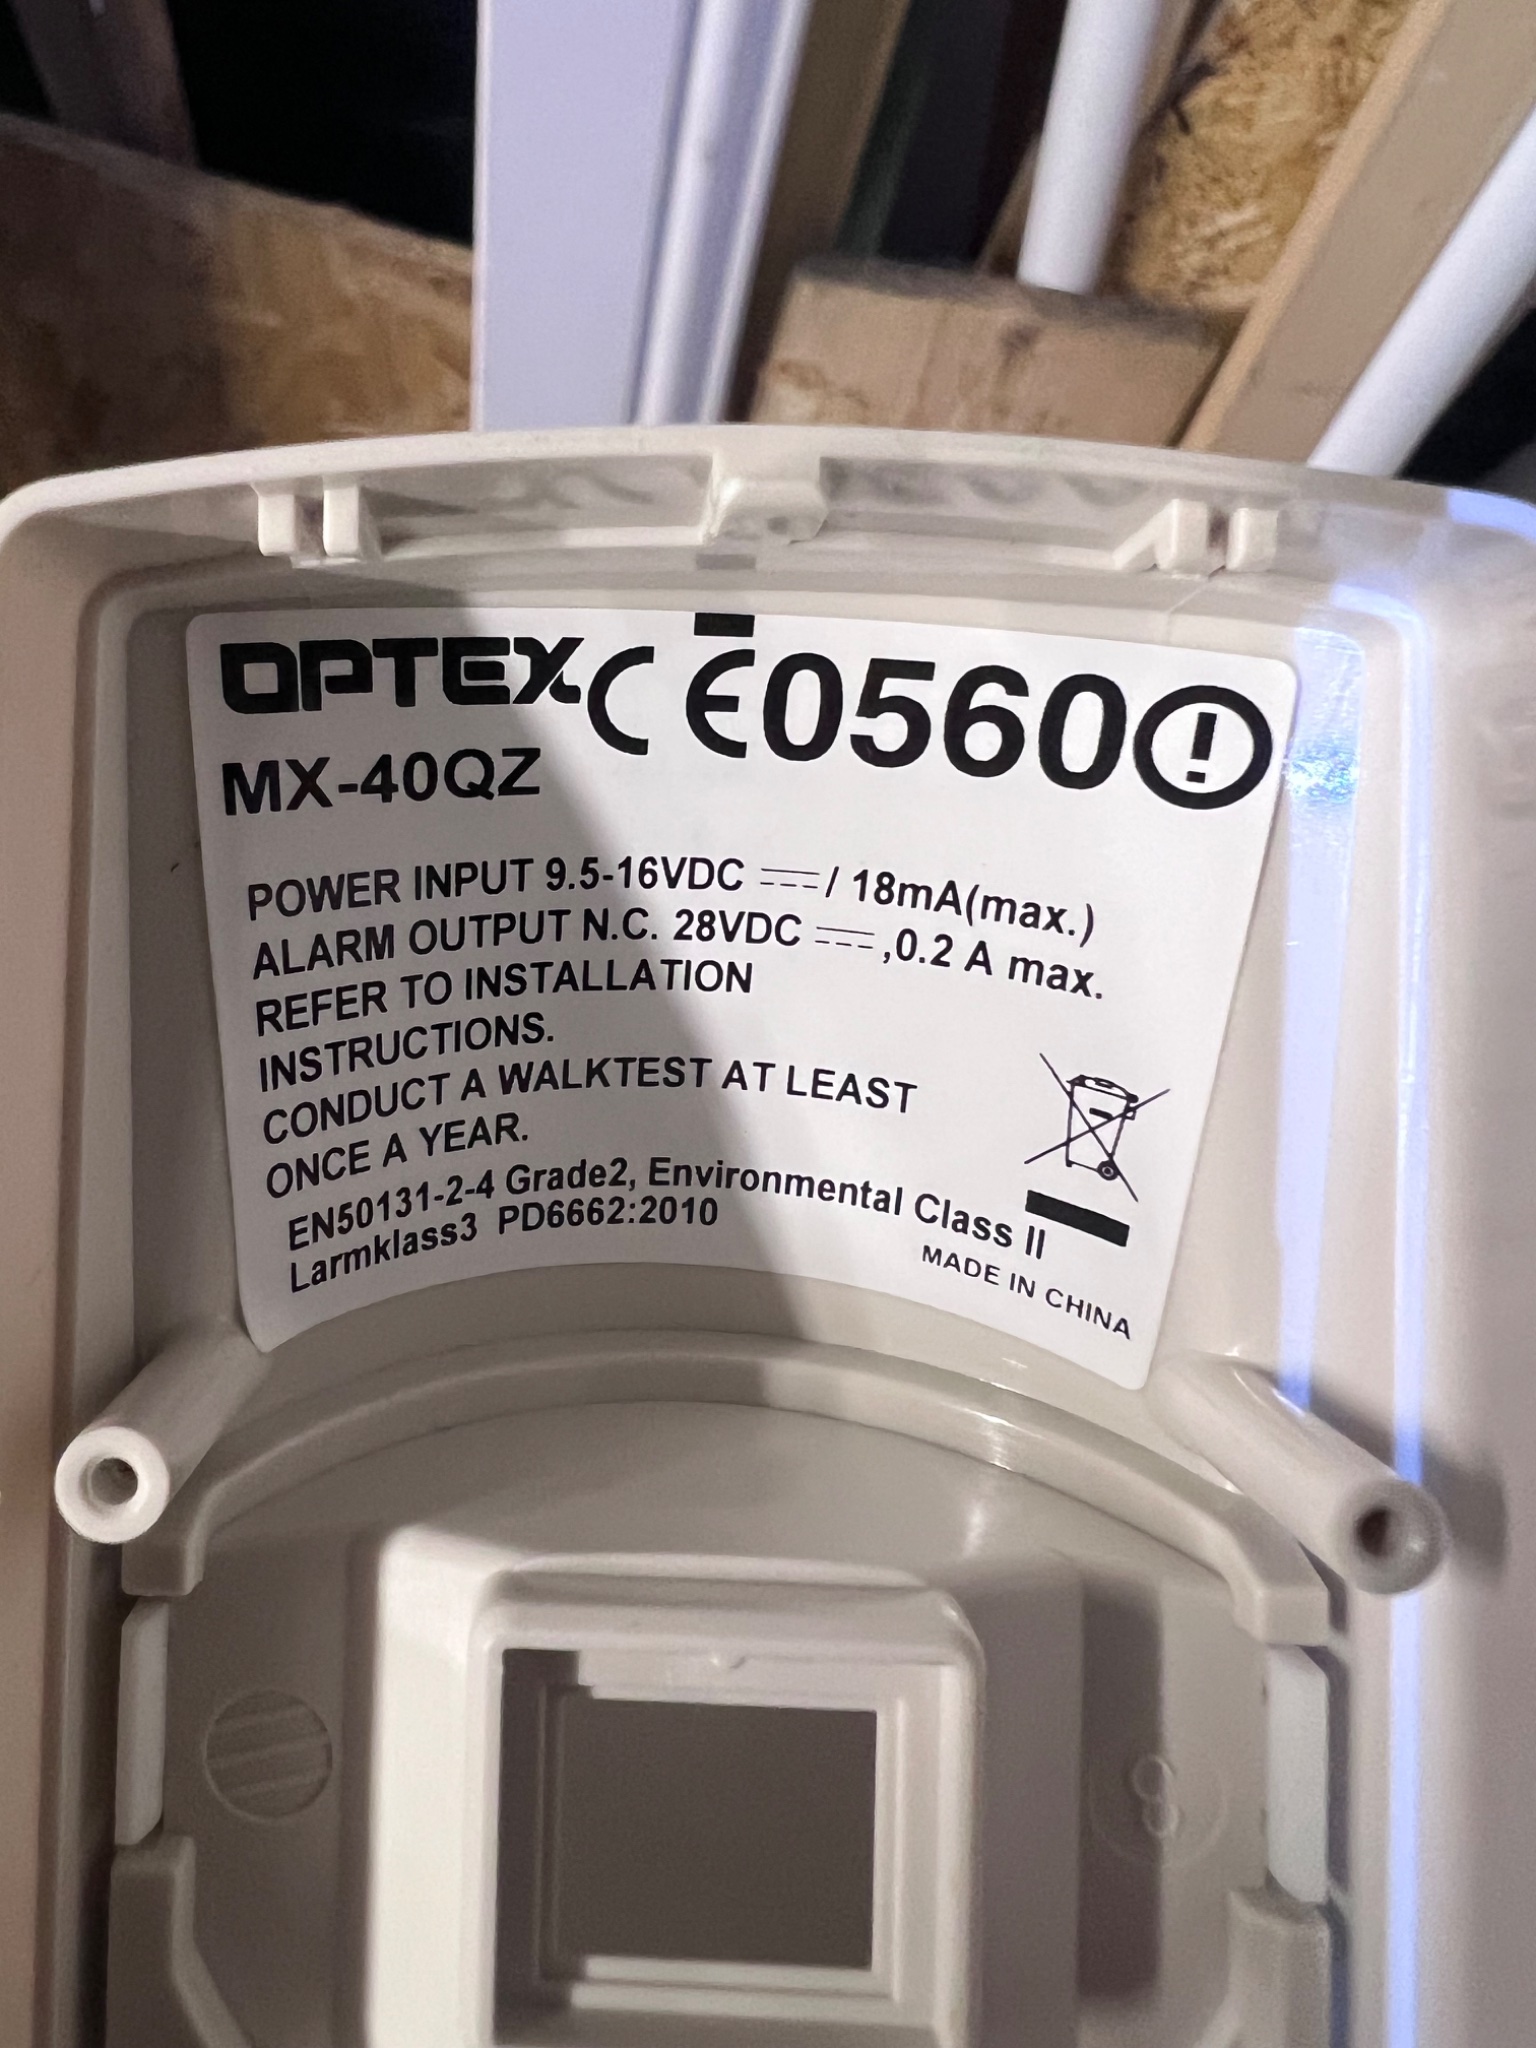 OPTEX CE0560
MX-40QZ
POWER INPUT 9.5-16VDC ⎓/ 18mA(max.)
ALARM OUTPUT N.C. 28VDC ⎓,0.2 A max.
REFER TO INSTALLATION
INSTRUCTIONS.
CONDUCT A WALKTEST AT LEAST
ONCE A YEAR.
EN50131-2-4 Grade2, Environmental Class II
Larmklass3 PD6662:2010
MADE IN CHINA